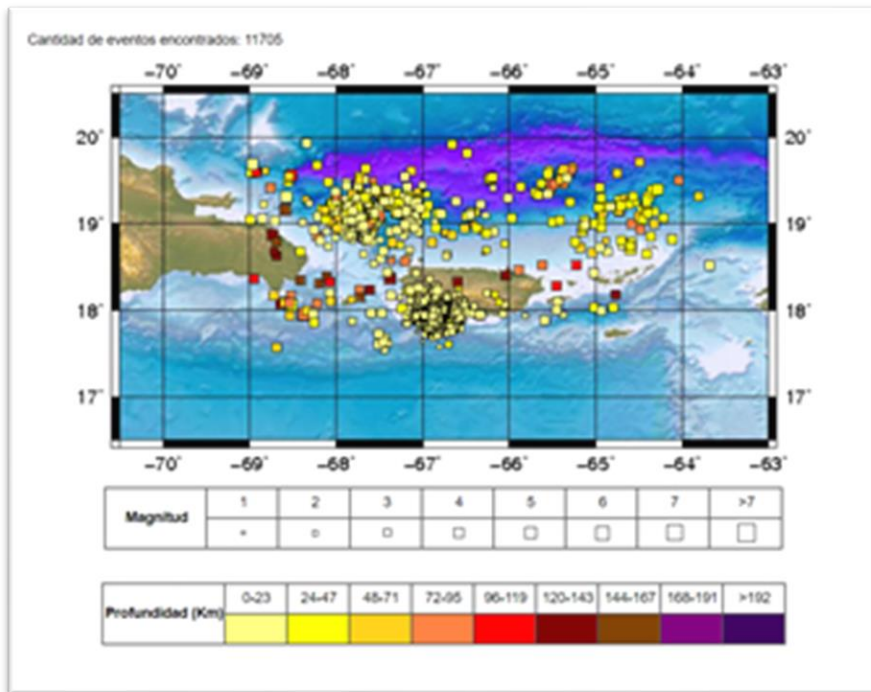 Cantidad de eventos encontrados: 11705
−70˚ −69˚ −68˚ −67˚ −66˚ −65˚ −64˚ −63˚
20˚ 20˚
19˚ 19˚
18˚ 18˚
17˚ 17˚
−70˚ −69˚ −68˚ −67˚ −66˚ −65˚ −64˚ −63˚
Magnitud 1 2 3 4 5 6 7 >7
Profundidad (Km) 0-23 24-47 48-71 72-95 96-119 120-143 144-167 168-191 >192